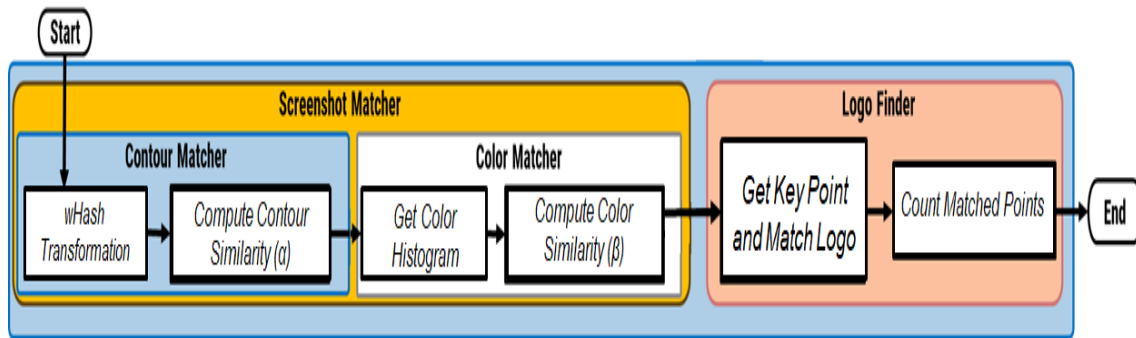 Start
Screenshot Matcher
Logo Finder
Contour Matcher
Color Matcher
wHash
Transformation
Compute Contour
Similarity (α)
Get Color
Histogram
Compute Color
Similarity (β)
Get Key Point
and Match Logo
Count Matched Points
End